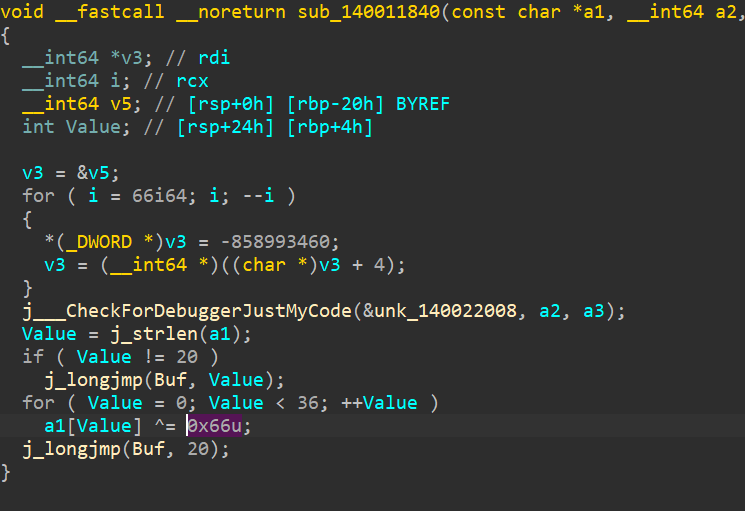 void __fastcall __noreturn sub_140011840(const char *a1, __int64 a2,
{
  __int64 *v3; // rdi
  __int64 i; // rcx
  __int64 v5; // [rsp+0h] [rbp-20h] BYREF
  int Value; // [rsp+24h] [rbp+4h]

  v3 = &v5;
  for ( i = 66i64; i; --i )
  {
    *(_DWORD *)v3 = -858993460;
    v3 = (__int64 *)((char *)v3 + 4);
  }
  j___CheckForDebuggerJustMyCode(&unk_140022008, a2, a3);
  Value = j_strlen(a1);
  if ( Value != 20 )
    j_longjmp(Buf, Value);
  for ( Value = 0; Value < 36; ++Value )
    a1[Value] ^= 0x66u;
  j_longjmp(Buf, 20);
}